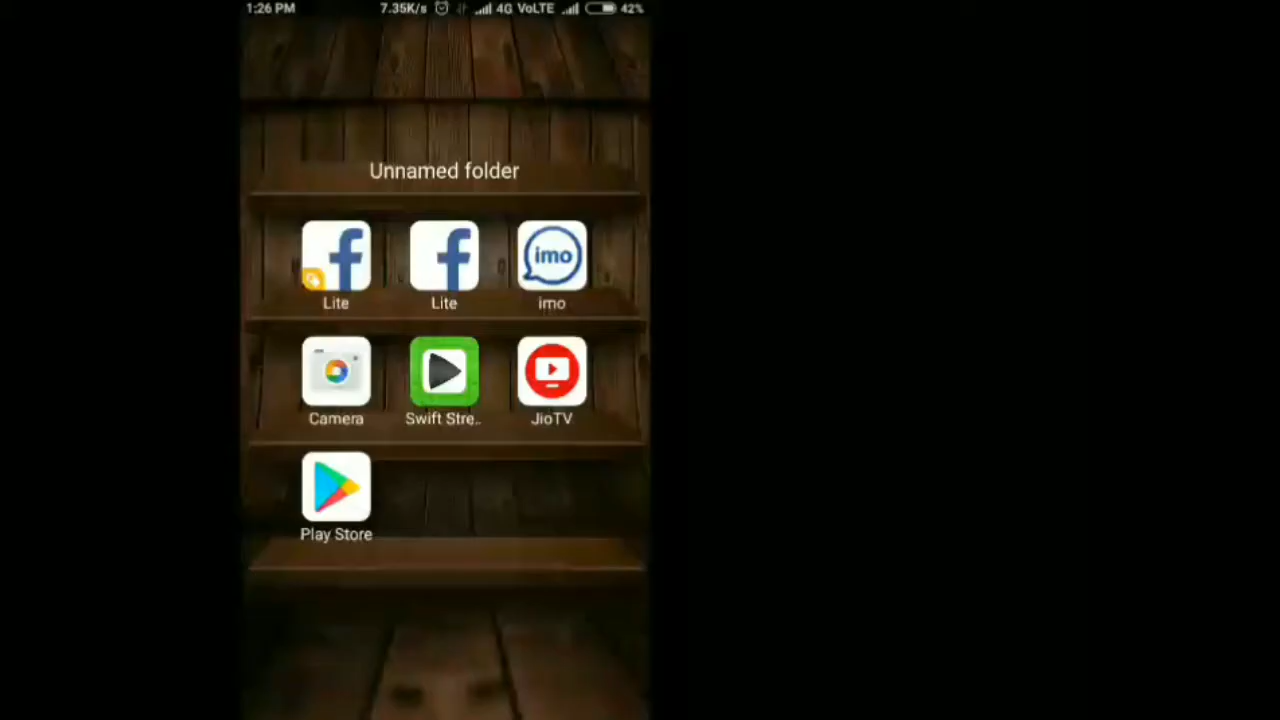 1:26 PM 7.35K/s 4G VoLTE 42%
Unnamed folder
imo
Lite Lite imo
Camera Swift Stre.. JioTV
Play Store